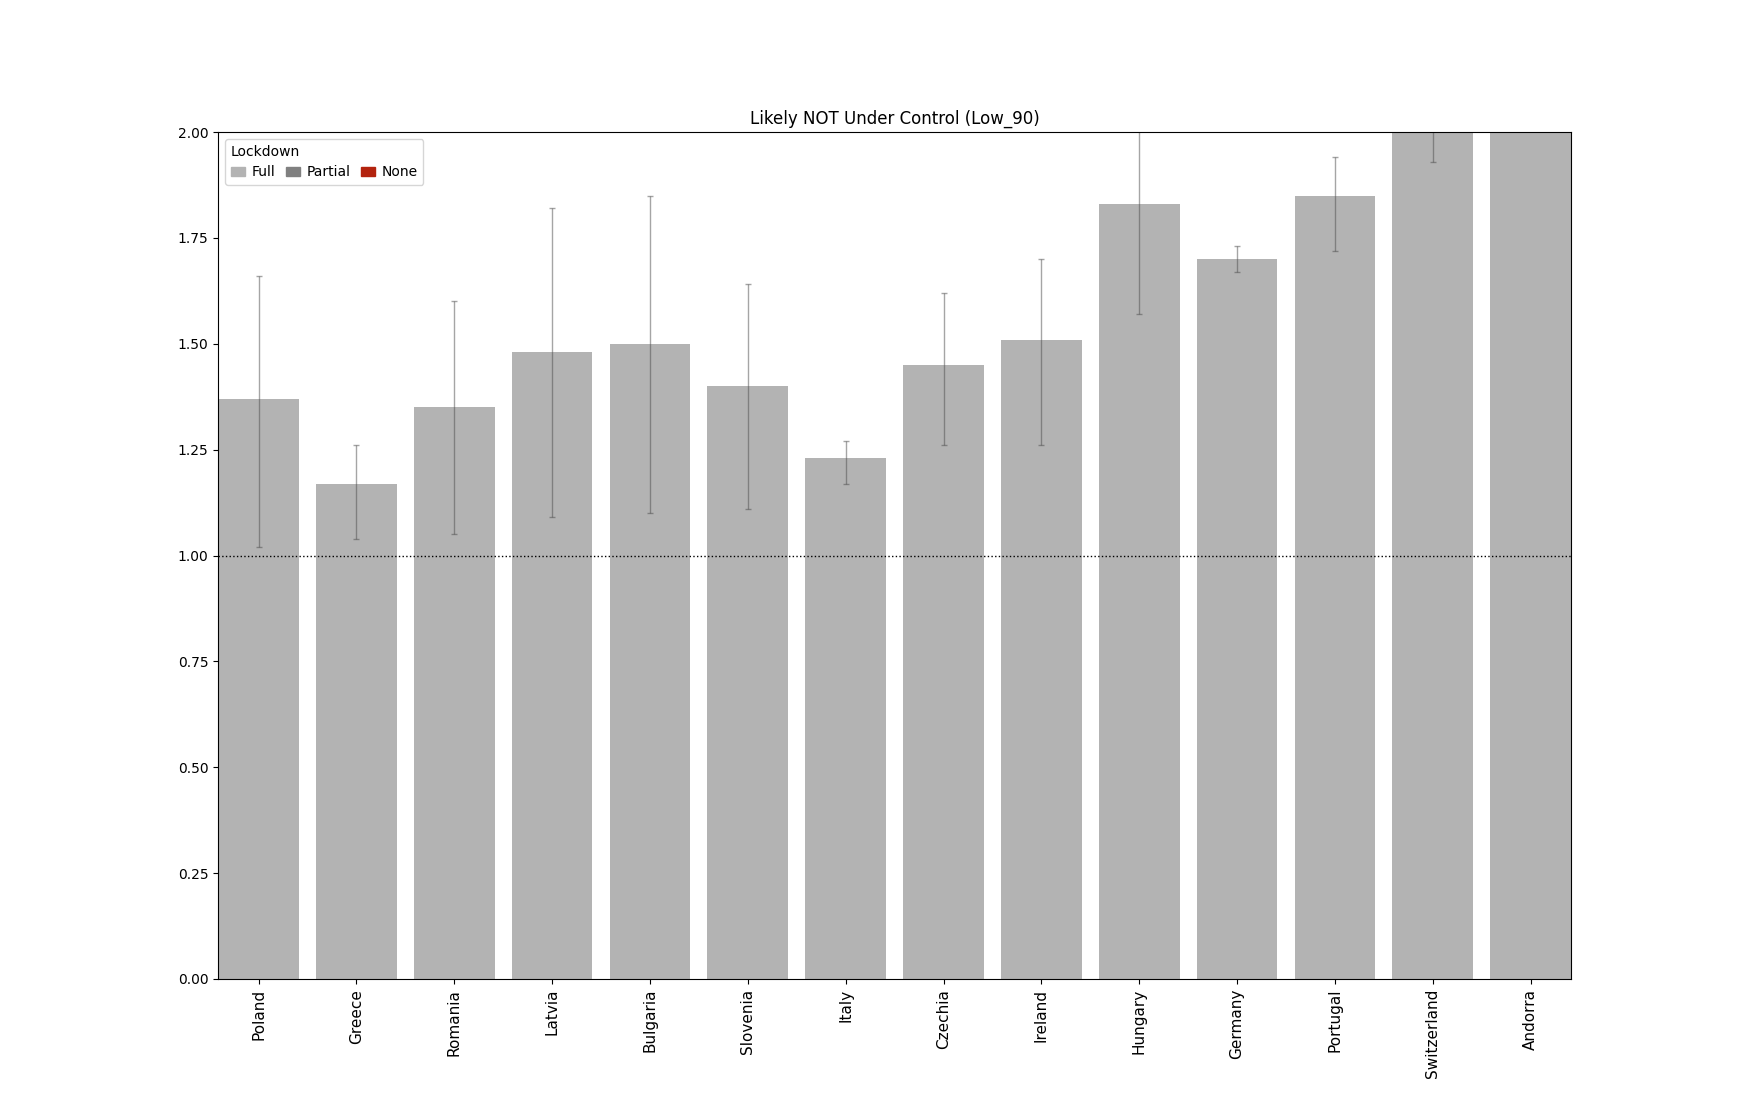 Likely NOT Under Control (Low_90)
Lockdown
Full Partial None
2.00
1.75
1.50
1.25
1.00
0.75
0.50
0.25
0.00
Poland
Greece
Romania
Latvia
Bulgaria
Slovenia
Italy
Czechia
Ireland
Hungary
Germany
Portugal
Switzerland
Andorra